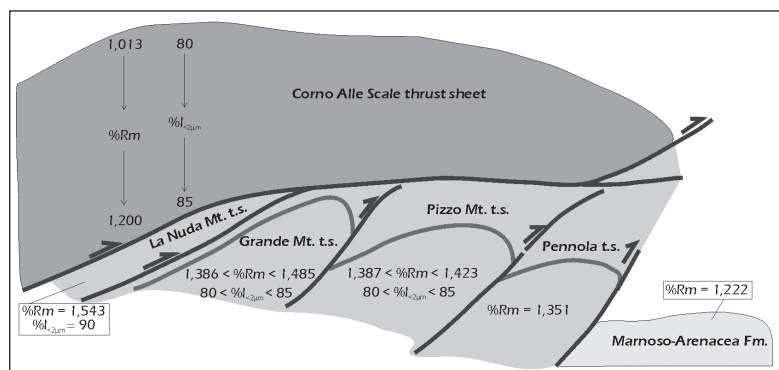 1,013
80
Corno Alle Scale thrust sheet
%Rm
%I<2μm
1,200
85
La Nuda Mt. t.s.
Grande Mt. t.s.
Pizzo Mt. t.s.
Pennola t.s.
1,386 < %Rm < 1,485
80 < %I<2μm < 85
1,387 < %Rm < 1,423
80 < %I<2μm < 85
%Rm = 1,351
%Rm = 1,543
%I<2μm = 90
%Rm = 1,222
Marnoso-Arenacea Fm.